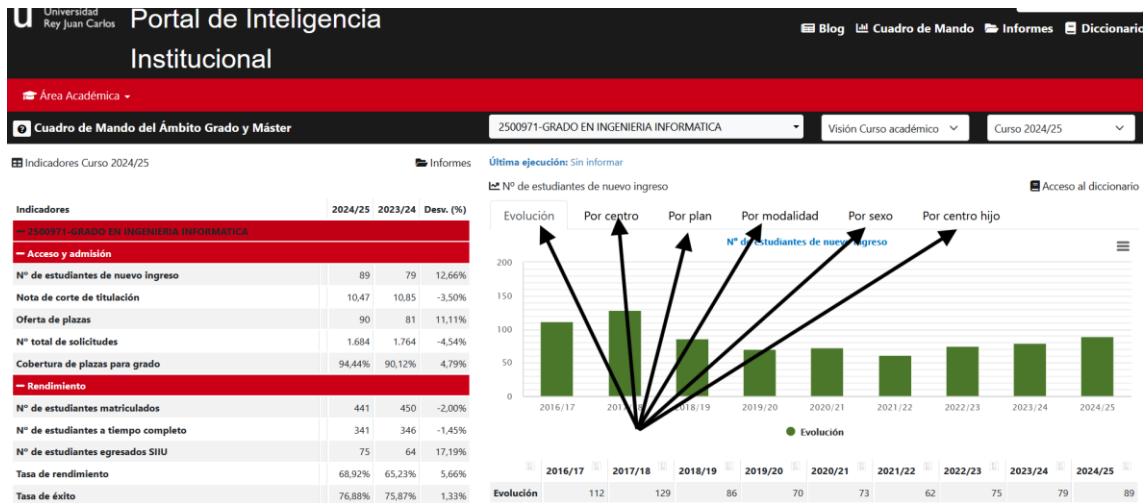 u Universidad
Rey Juan Carlos
Portal de Inteligencia
Institucional
Blog Cuadro de Mando Informes Diccionario
Área Académica
Cuadro de Mando del Ámbito Grado y Máster
2500971-GRADO EN INGENIERIA INFORMATICA
Visión Curso académico
Curso 2024/25
Indicadores Curso 2024/25
Informes
Indicadores 2024/25 2023/24 Desv. (%)
2500971-GRADO EN INGENIERIA INFORMATICA
Acceso y admisión
Nº de estudiantes de nuevo ingreso 89 79 12,66%
Nota de corte de titulación 10,47 10,85 -3,50%
Oferta de plazas 90 81 11,11%
Nº total de solicitudes 1.684 1.764 -4,54%
Cobertura de plazas para grado 94,44% 90,12% 4,79%
Rendimiento
Nº de estudiantes matriculados 441 450 -2,00%
Nº de estudiantes a tiempo completo 341 346 -1,45%
Nº de estudiantes egresados SIIU 75 64 17,19%
Tasa de rendimiento 68,92% 65,23% 5,66%
Tasa de éxito 76,88% 75,87% 1,33%
Última ejecución: Sin informar
Nº de estudiantes de nuevo ingreso
Acceso al diccionario
Evolución Por centro Por plan Por modalidad Por sexo Por centro hijo
Nº de estudiantes de nuevo ingreso
200
150
100
50
0
2016/17 2017/18 2018/19 2019/20 2020/21 2021/22 2022/23 2023/24 2024/25
Evolución
2016/17 2017/18 2018/19 2019/20 2020/21 2021/22 2022/23 2023/24 2024/25
Evolución 112 129 86 70 73 62 75 79 89